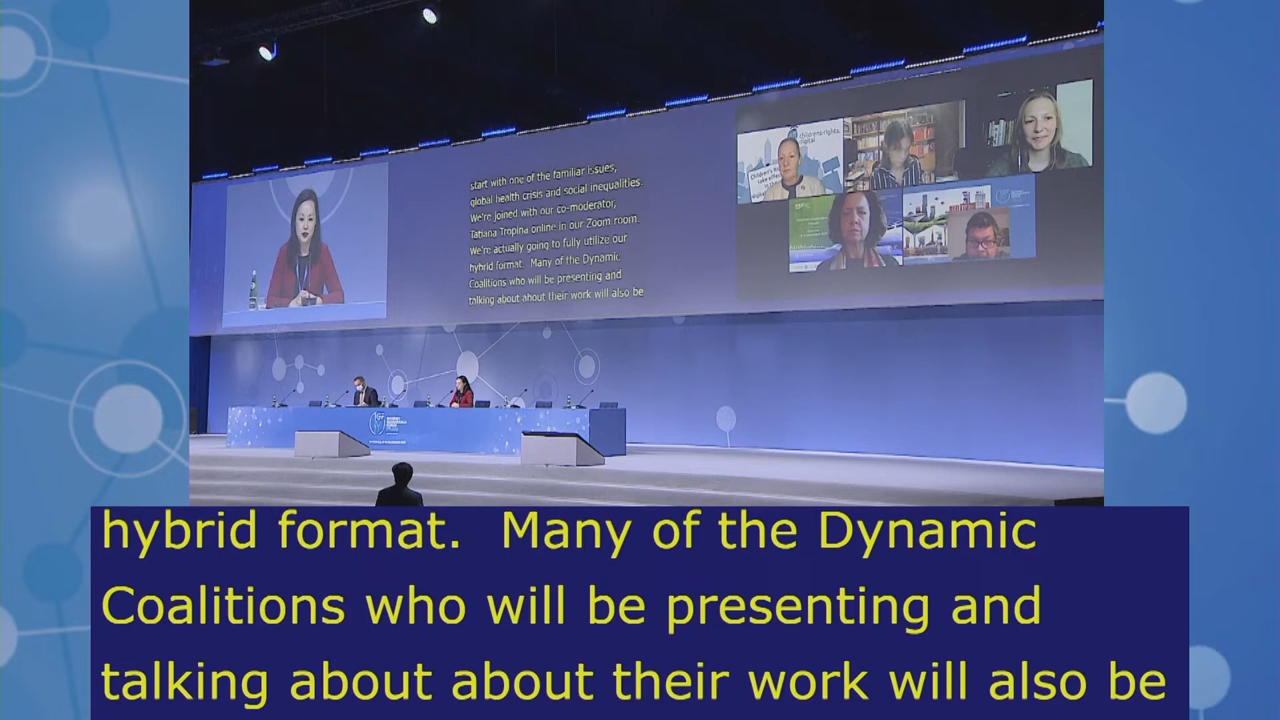 start with one of the familiar issues,
global health crisis and social inequalities.
We're joined with our co-moderator,
Tatiana Tropina online in our Zoom room.
We're actually going to fully utilize our
hybrid format. Many of the Dynamic
Coalitions who will be presenting and
talking about about their work will also be
hybrid format. Many of the Dynamic
Coalitions who will be presenting and
talking about about their work will also be